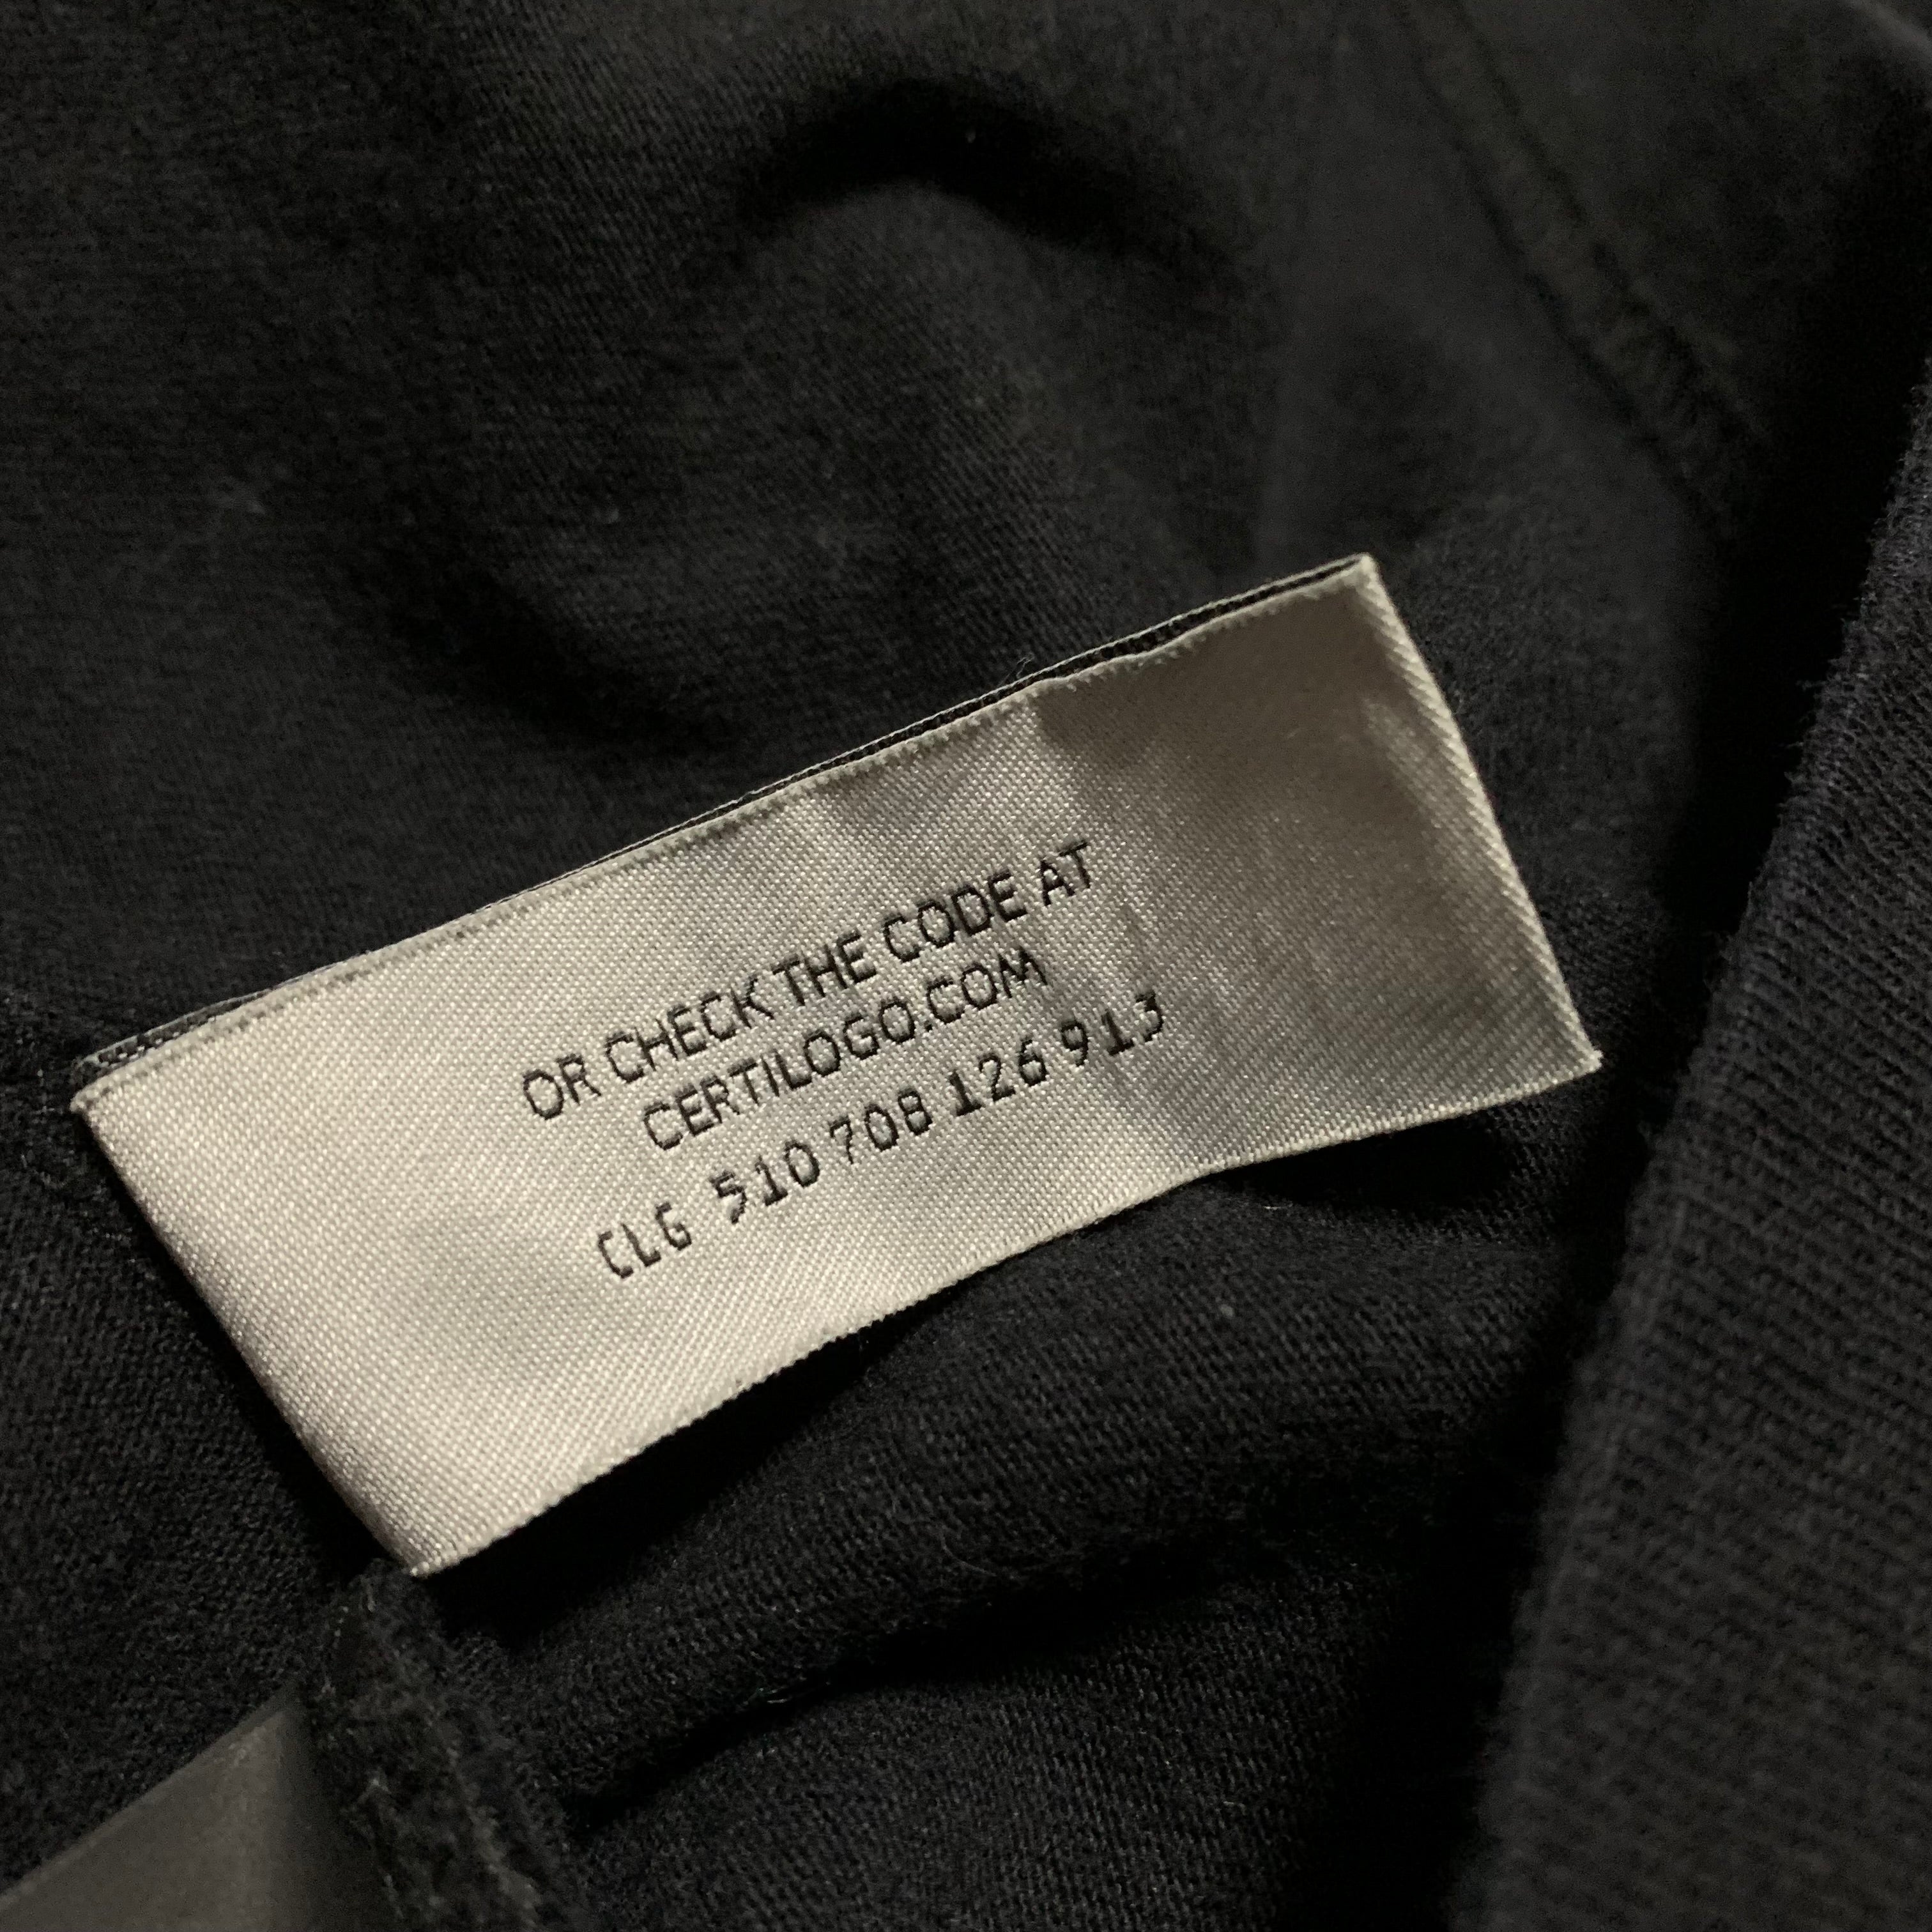 OR CHECK THE CODE AT
CERTILOGO.COM
CLG 510 708 126 913